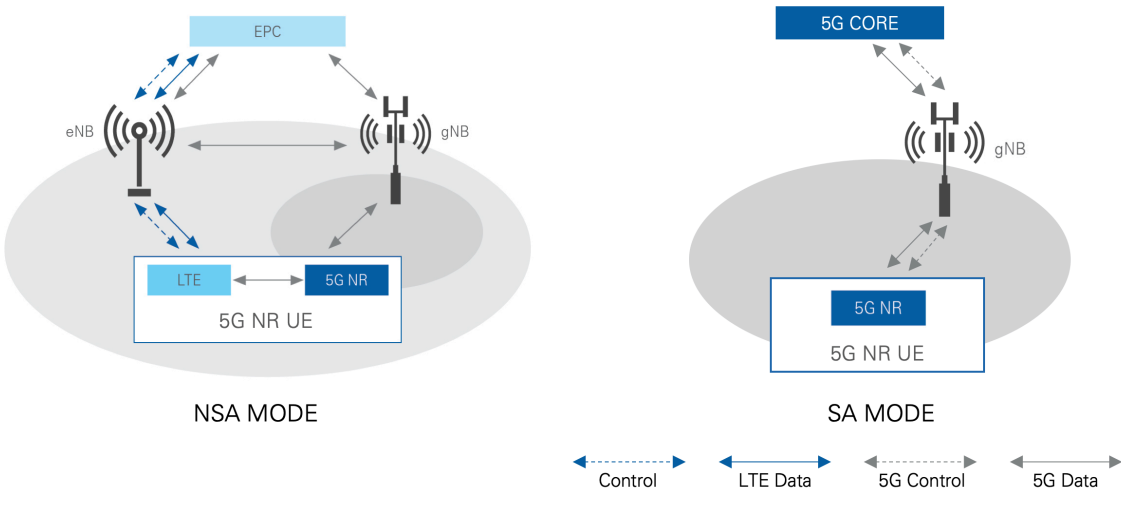 EPC
5G CORE
eNB
gNB
gNB
LTE
5G NR
5G NR UE
5G NR
5G NR UE
NSA MODE
SA MODE
Control
LTE Data
5G Control
5G Data